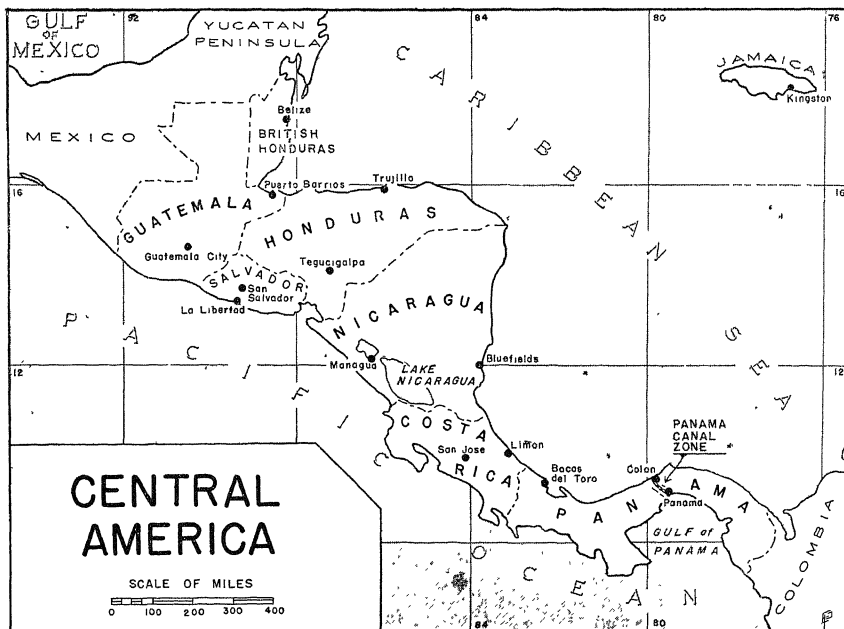 GULF
OF
MEXICO
92
YUCATAN
PENINSULA
84
80
76
JAMAICA
Kingston
CARIBBEAN SEA
MEXICO
Belize
BRITISH
HONDURAS
16
Puerto Barrios
Trujillo
16
GUATEMALA
HONDURAS
Guatemala City
Tegucigalpa
SALVADOR
San
Salvador
La Libertad
NICARAGUA
PACIFIC OCEAN
12
Managua
LAKE
NICARAGUA
Bluefields
12
COSTA
RICA
San Jose
Limon
PANAMA
CANAL
ZONE
Bocas
del Toro
Colon
PANAMA
Panama
GULF of
PANAMA
COLOMBIA
CENTRAL
AMERICA
SCALE OF MILES
0 100 200 300 400
84
80